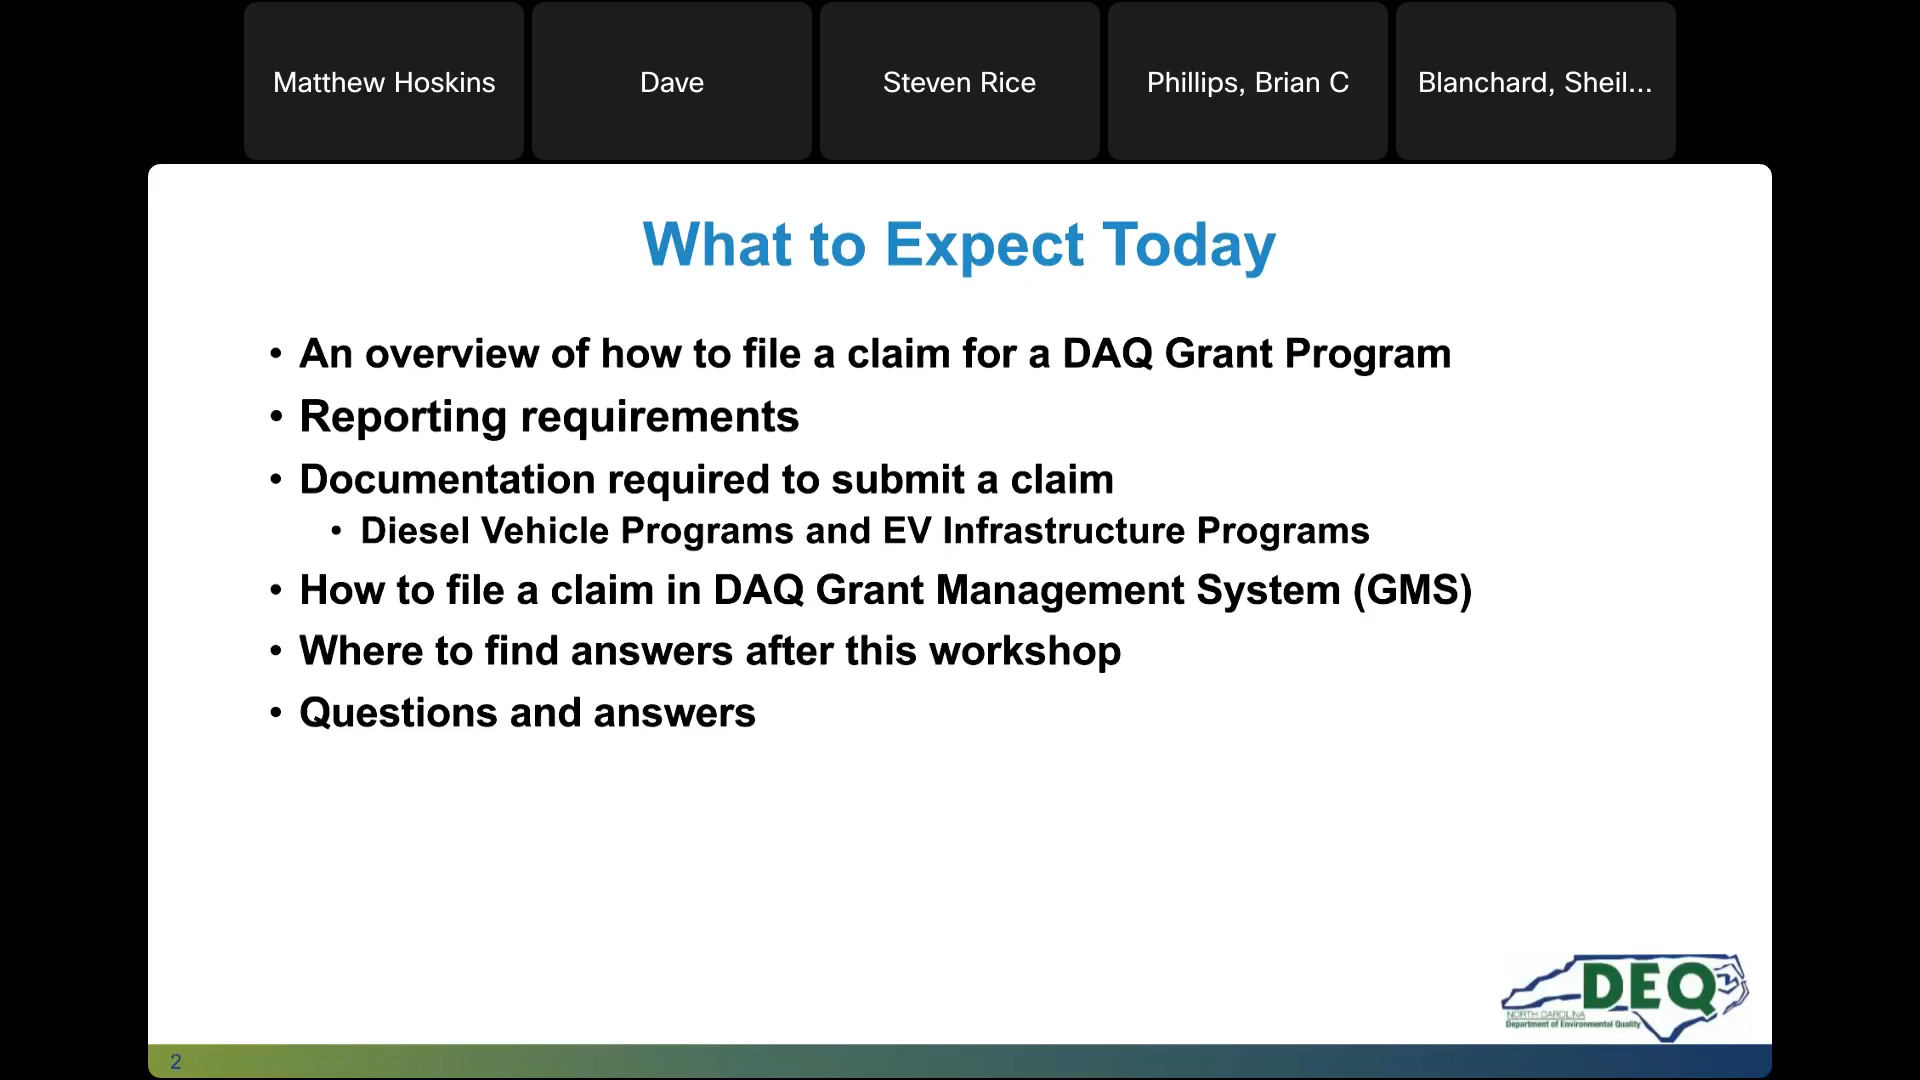 Matthew Hoskins
Dave
Steven Rice
Phillips, Brian C
Blanchard, Sheil...
What to Expect Today
• An overview of how to file a claim for a DAQ Grant Program
• Reporting requirements
• Documentation required to submit a claim
• Diesel Vehicle Programs and EV Infrastructure Programs
• How to file a claim in DAQ Grant Management System (GMS)
• Where to find answers after this workshop
• Questions and answers
DEQ
NORTH CAROLINA
Department of Environmental Quality
2